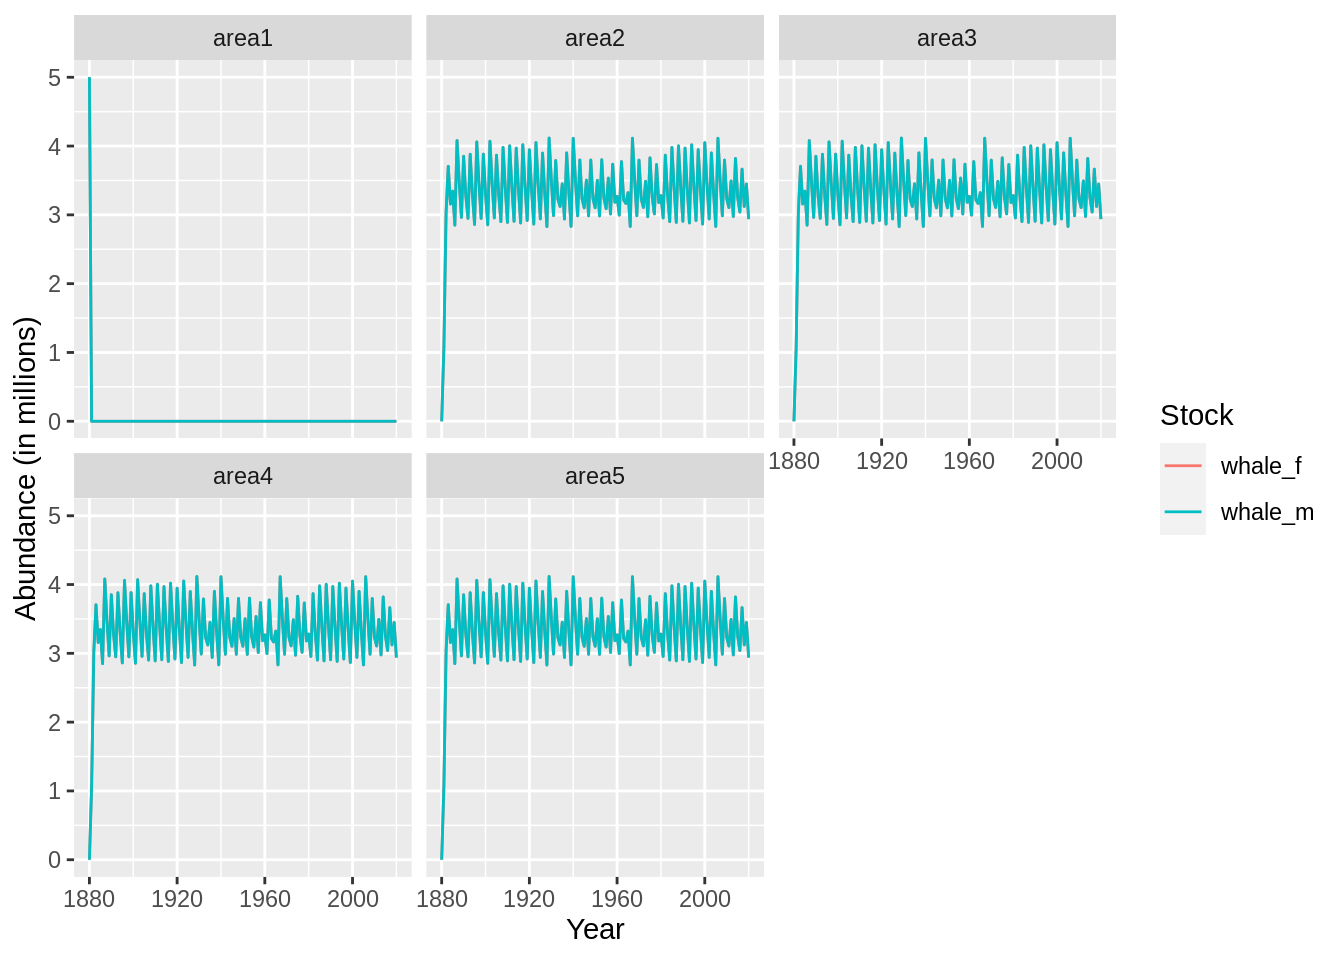 area1 area2 area3
5
4
3
2
1
0
1880 1920 1960 2000
area4 area5
5
4
3
2
1
0
1880 1920 1960 2000 1880 1920 1960 2000
Year
Abundance (in millions)
Stock
whale_f
whale_m